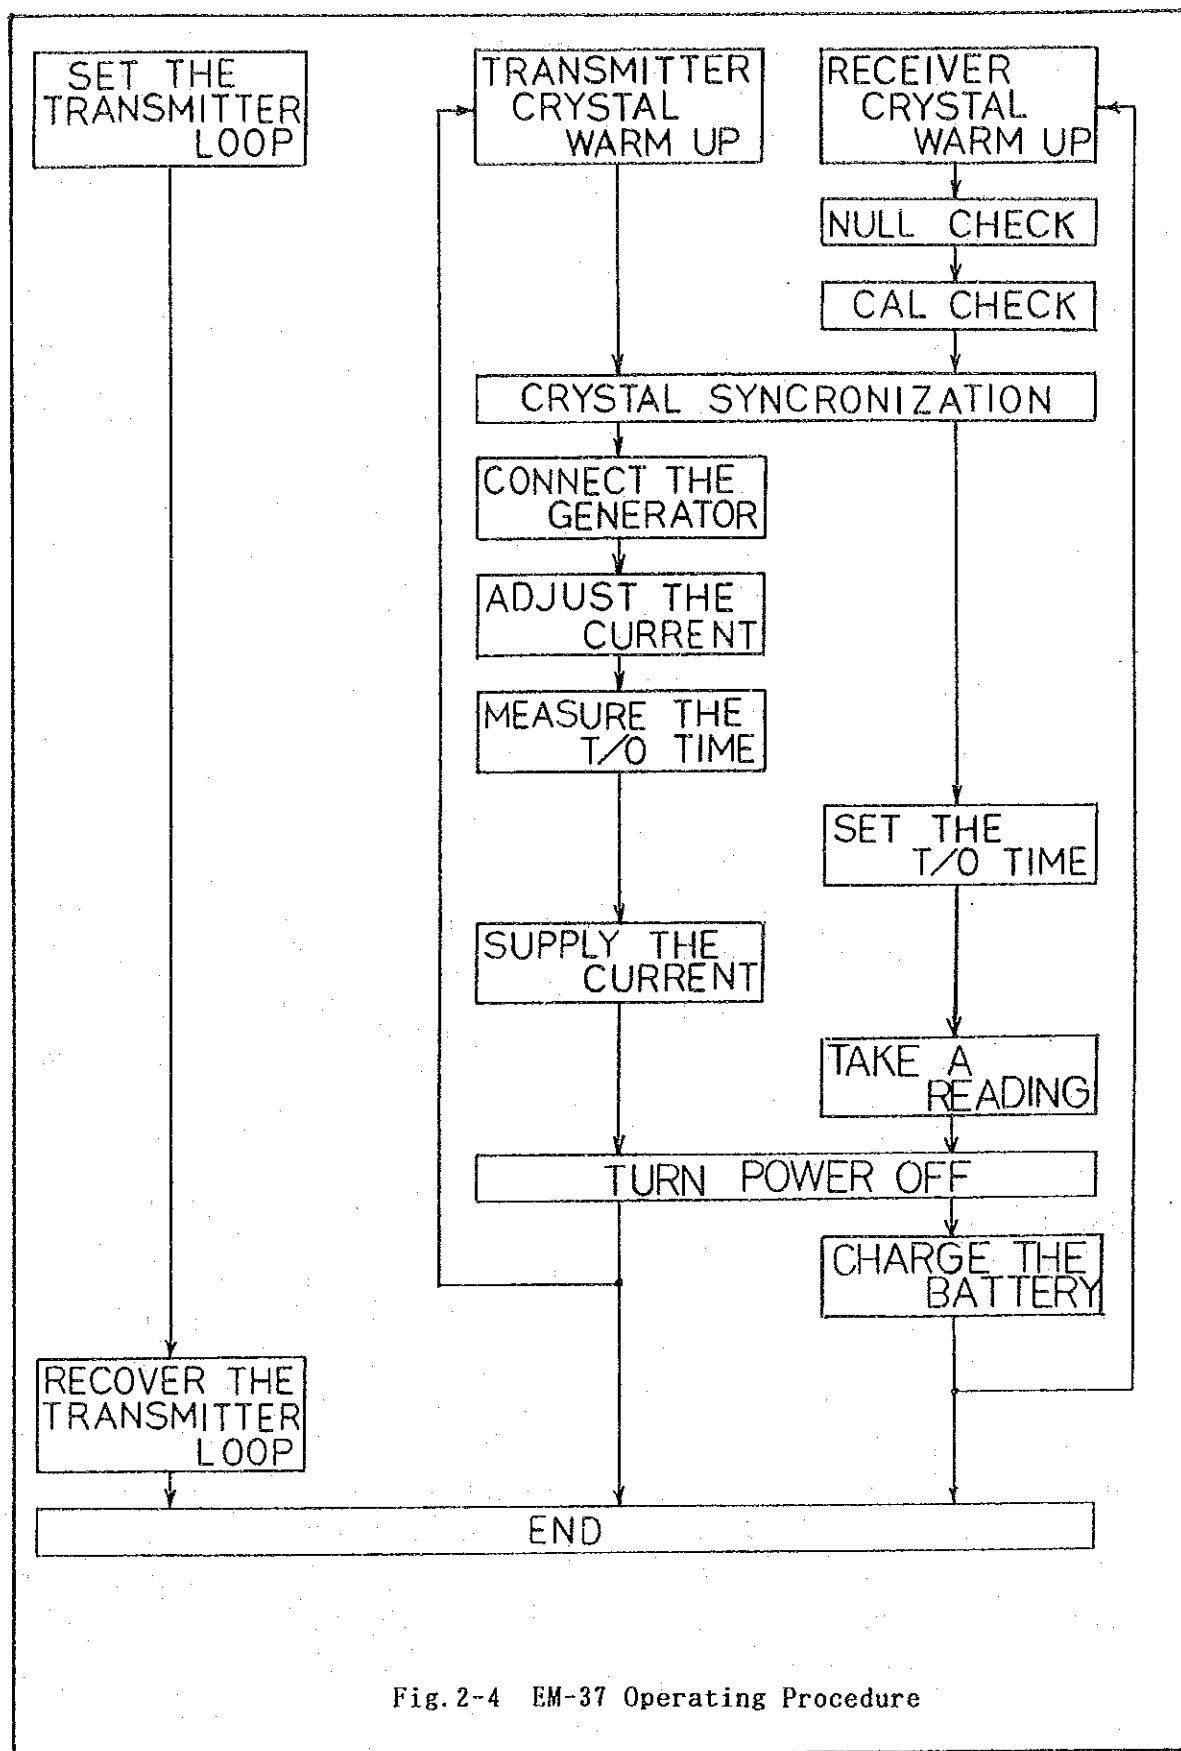 SET THE
TRANSMITTER
LOOP
TRANSMITTER
CRYSTAL
WARM UP
RECEIVER
CRYSTAL
WARM UP
NULL CHECK
CAL CHECK
CRYSTAL SYNCRONIZATION
CONNECT THE
GENERATOR
ADJUST THE
CURRENT
MEASURE THE
T/O TIME
SET THE
T/O TIME
SUPPLY THE
CURRENT
TAKE A
READING
TURN POWER OFF
CHARGE THE
BATTERY
RECOVER THE
TRANSMITTER
LOOP
END
Fig. 2-4 EM-37 Operating Procedure